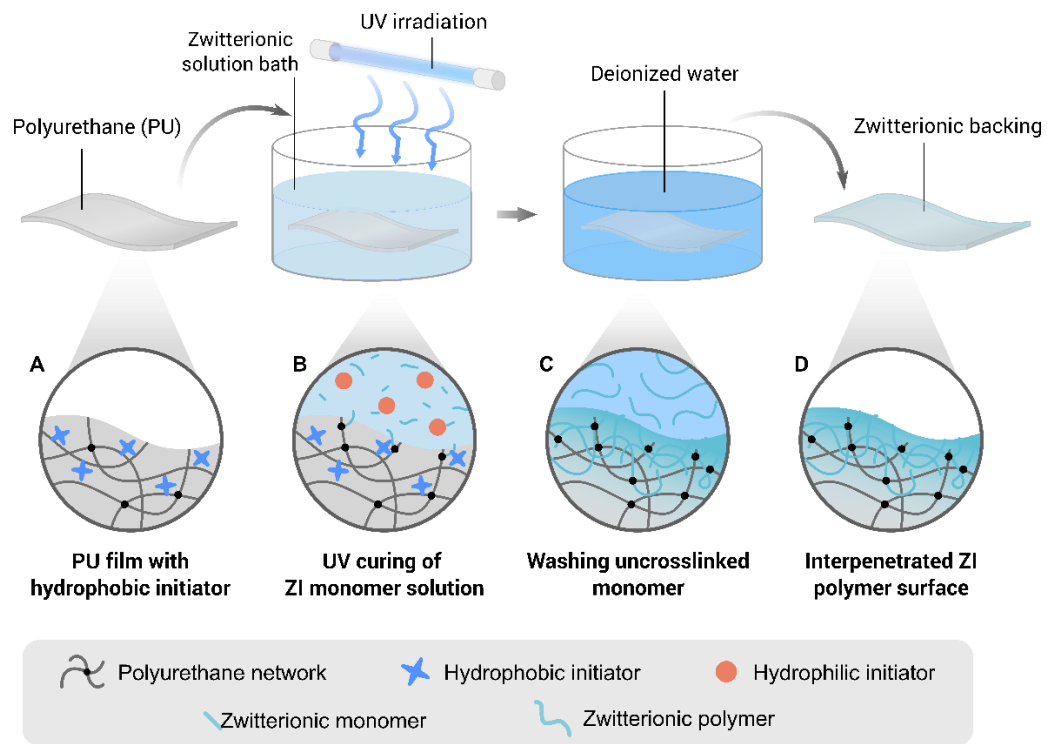 UV irradiation
Zwitterionic
solution bath
Deionized water
Polyurethane (PU)
Zwitterionic backing
A
B
C
D
PU film with
hydrophobic initiator
UV curing of
ZI monomer solution
Washing uncrosslinked
monomer
Interpenetrated ZI
polymer surface
Polyurethane network
Hydrophobic initiator
Hydrophilic initiator
Zwitterionic monomer
Zwitterionic polymer